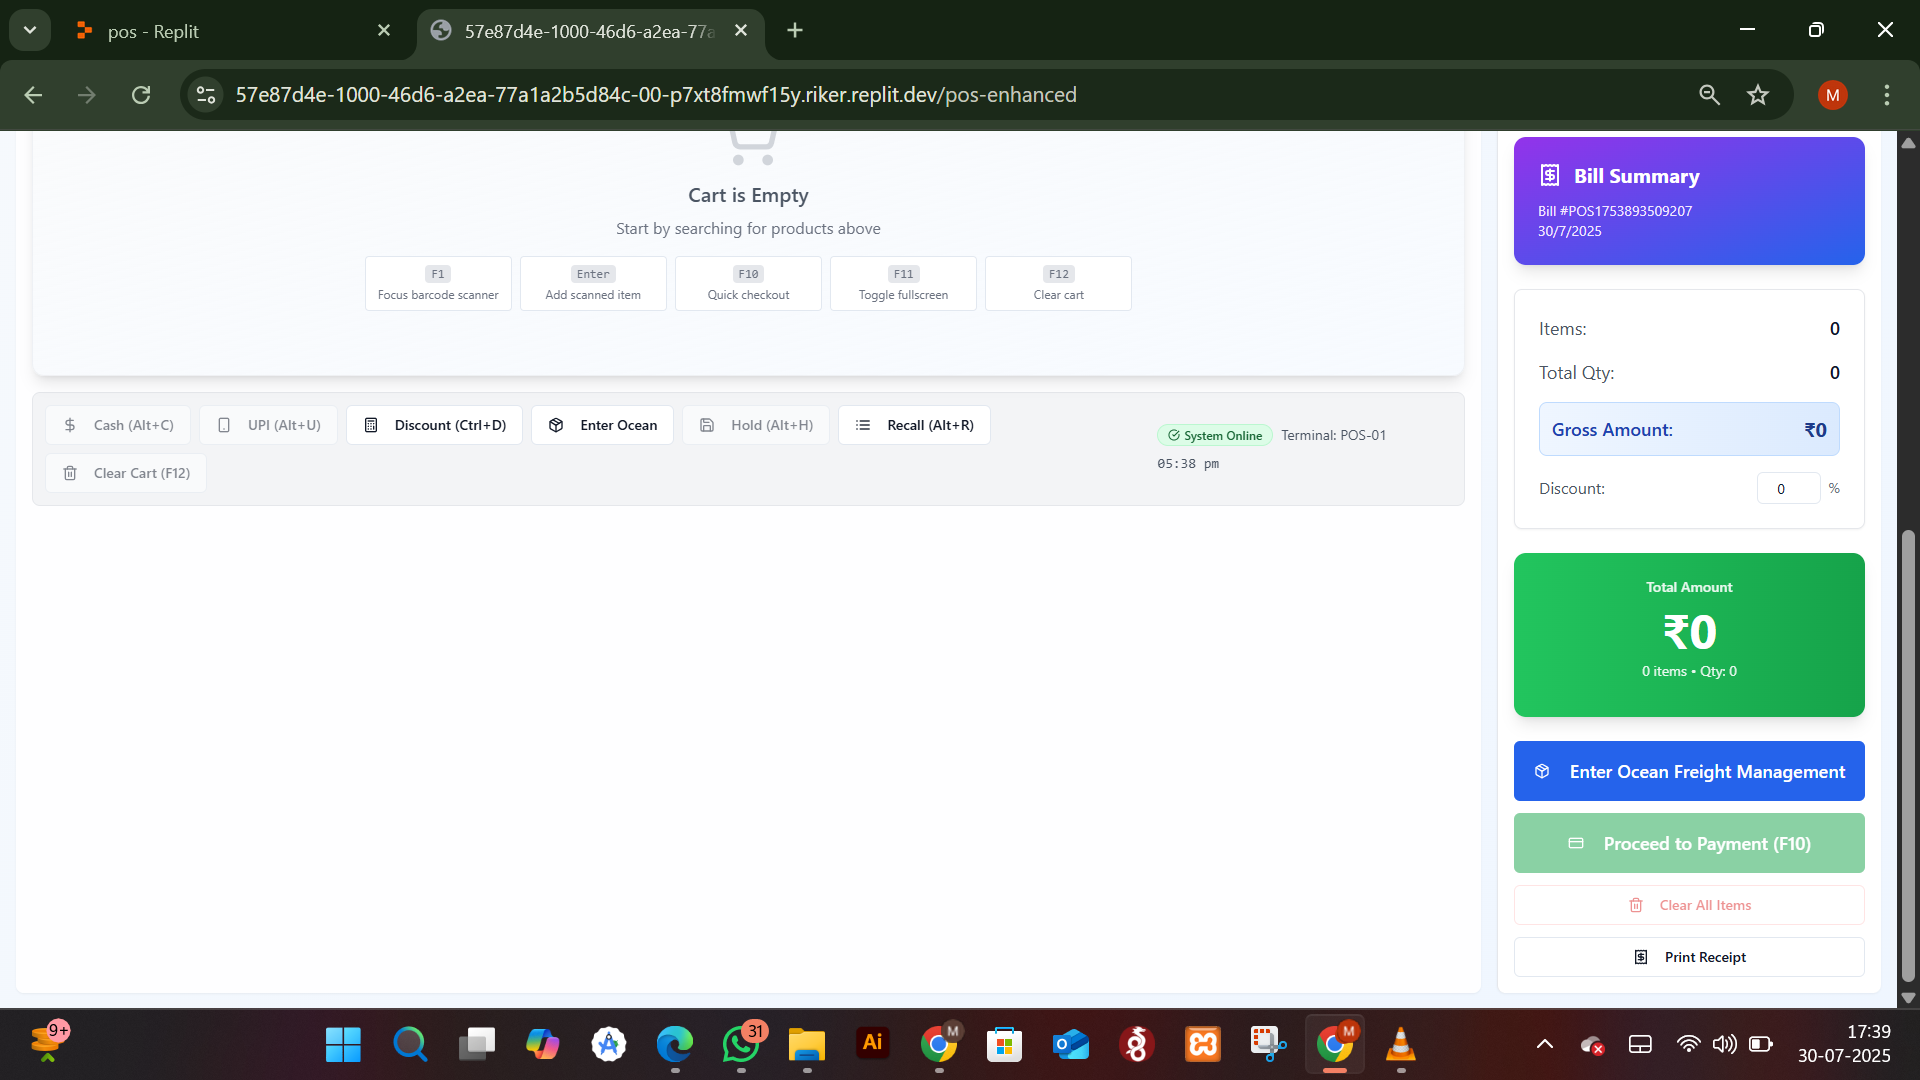 pos - Replit
57e87d4e-1000-46d6-a2ea-77a
57e87d4e-1000-46d6-a2ea-77a1a2b5d84c-00-p7xt8fmwf15y.riker.replit.dev/pos-enhanced
M
Cart is Empty
Start by searching for products above
F1
Focus barcode scanner
Enter
Add scanned item
F10
Quick checkout
F11
Toggle fullscreen
F12
Clear cart
Cash (Alt+C)
UPI (Alt+U)
Discount (Ctrl+D)
Enter Ocean
Hold (Alt+H)
Recall (Alt+R)
Clear Cart (F12)
System Online
Terminal: POS-01
05:38 pm
Bill Summary
Bill #POS1753893509207
30/7/2025
Items: 0
Total Qty: 0
Gross Amount: ₹0
Discount: 0 %
Total Amount
₹0
0 items • Qty: 0
Enter Ocean Freight Management
Proceed to Payment (F10)
Clear All Items
Print Receipt
9+
31
Ai
M
M
17:39
30-07-2025